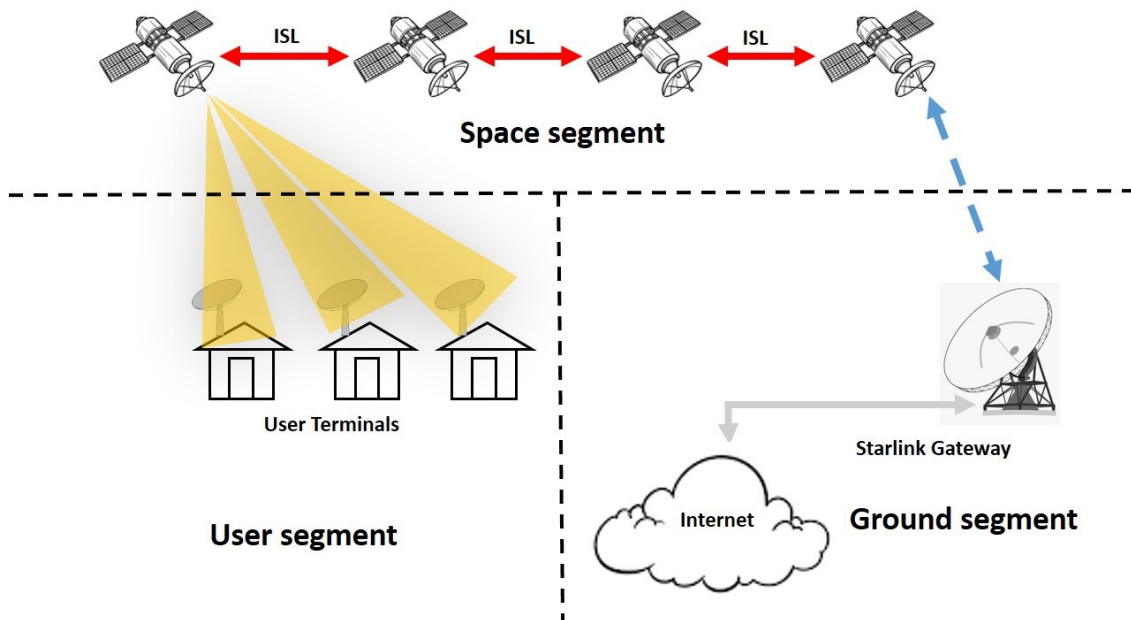 ISL
ISL
ISL
Space segment
User Terminals
Starlink Gateway
Internet
Ground segment
User segment